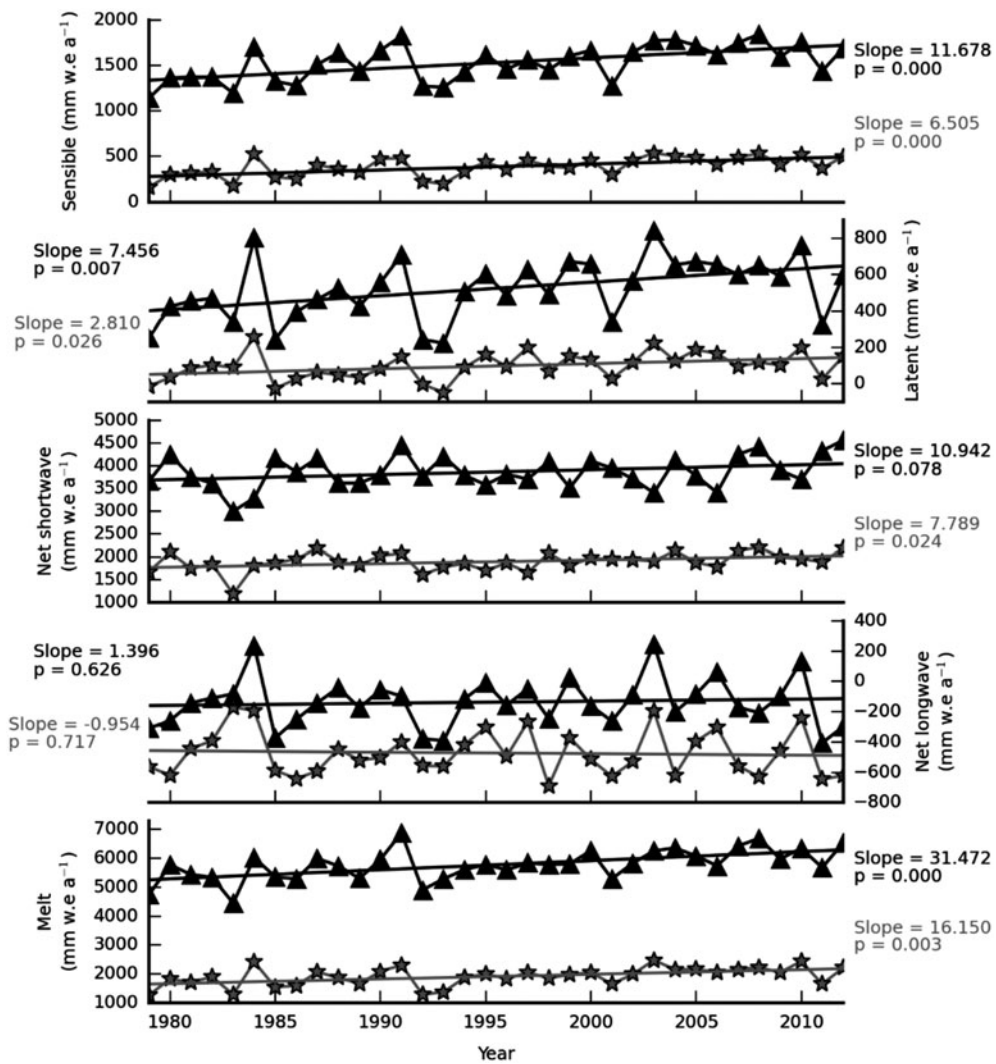 2000
1500
1000
500
0
Sensible (mm w.e a⁻¹)
Slope = 11.678
p = 0.000
Slope = 6.505
p = 0.000
Slope = 7.456
p = 0.007
Slope = 2.810
p = 0.026
800
600
400
200
0
Latent (mm w.e a⁻¹)
5000
4500
4000
3500
3000
2500
2000
1500
1000
Net shortwave
(mm w.e a⁻¹)
Slope = 10.942
p = 0.078
Slope = 7.789
p = 0.024
Slope = 1.396
p = 0.626
Slope = -0.954
p = 0.717
400
200
0
−200
−400
−600
−800
Net longwave
(mm w.e a⁻¹)
7000
6000
5000
4000
3000
2000
1000
Melt
(mm w.e a⁻¹)
Slope = 31.472
p = 0.000
Slope = 16.150
p = 0.003
1980 1985 1990 1995 2000 2005 2010
Year